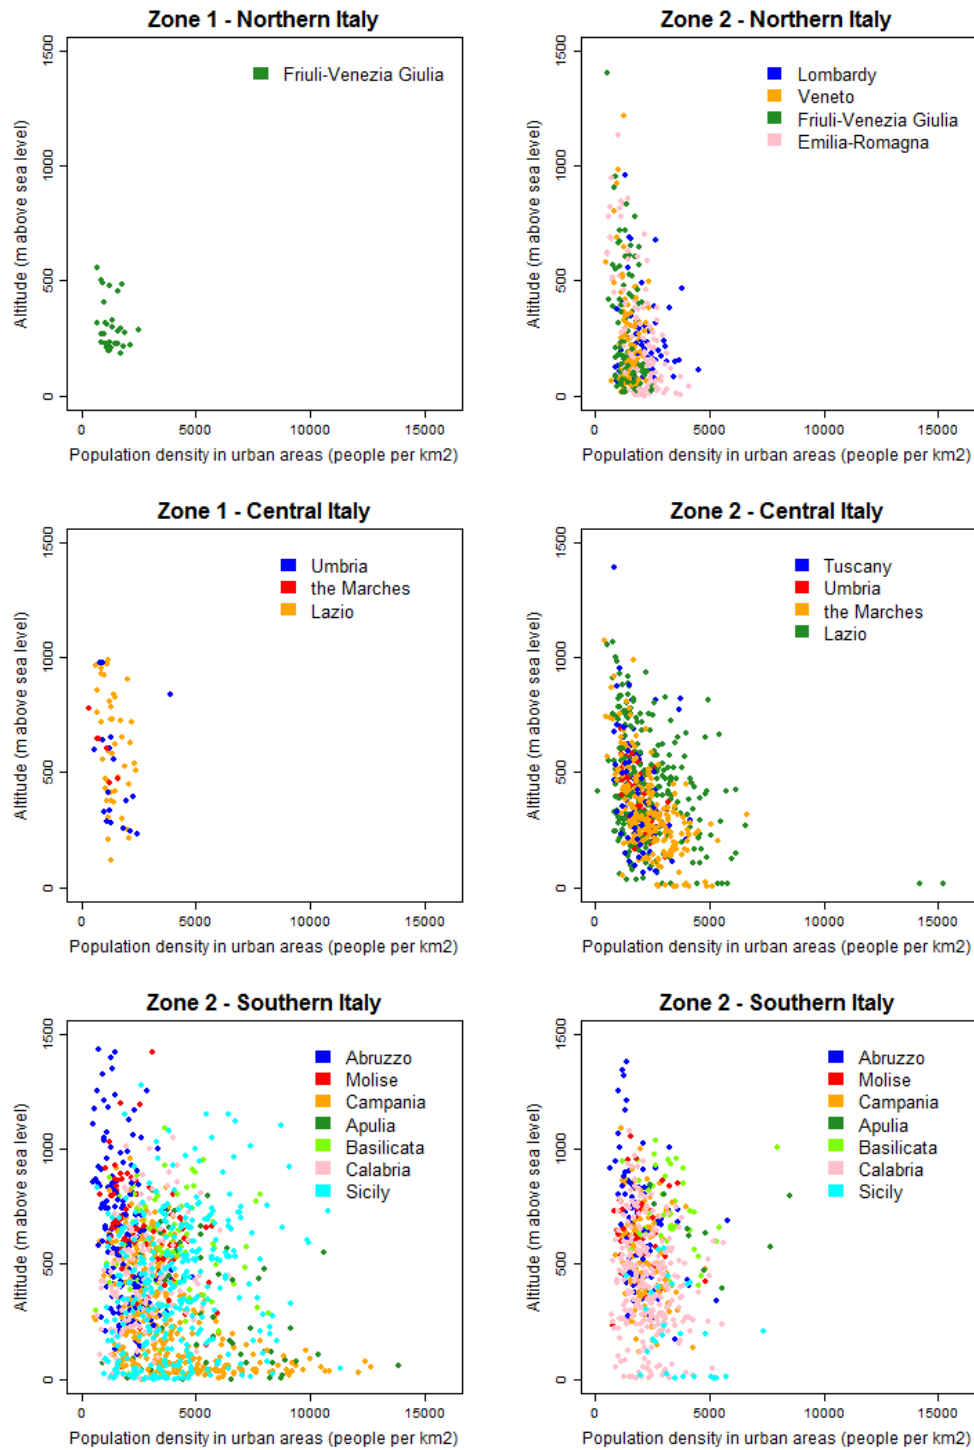 Zone 1 - Northern Italy
Altitude (m above sea level)
1500
1000
500
0
Friuli-Venezia Giulia
0 5000 10000 15000
Population density in urban areas (people per km2)
Zone 2 - Northern Italy
Altitude (m above sea level)
1500
1000
500
0
Lombardy
Veneto
Friuli-Venezia Giulia
Emilia-Romagna
0 5000 10000 15000
Population density in urban areas (people per km2)
Zone 1 - Central Italy
Altitude (m above sea level)
1500
1000
500
0
Umbria
the Marches
Lazio
0 5000 10000 15000
Population density in urban areas (people per km2)
Zone 2 - Central Italy
Altitude (m above sea level)
1500
1000
500
0
Tuscany
Umbria
the Marches
Lazio
0 5000 10000 15000
Population density in urban areas (people per km2)
Zone 2 - Southern Italy
Altitude (m above sea level)
1500
1000
500
0
Abruzzo
Molise
Campania
Apulia
Basilicata
Calabria
Sicily
0 5000 10000 15000
Population density in urban areas (people per km2)
Zone 2 - Southern Italy
Altitude (m above sea level)
1500
1000
500
0
Abruzzo
Molise
Campania
Apulia
Basilicata
Calabria
Sicily
0 5000 10000 15000
Population density in urban areas (people per km2)